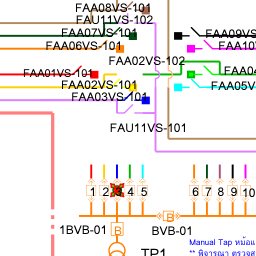 FAA08VS-101
FAU11VS-102
FAA07VS-101
FAA09VS
FAA06VS-101
FAA10
FAA02VS-102
FAA01VS-101
FAA04
FAA02VS-101
FAA05V
FAA03VS-101
FAU11VS-101
1 2 4 5 6 7 8 9 10
1BVB-01 B B BVB-01
Manual Tap หม้อแ
TP1
** พิจารณา ตรวจส